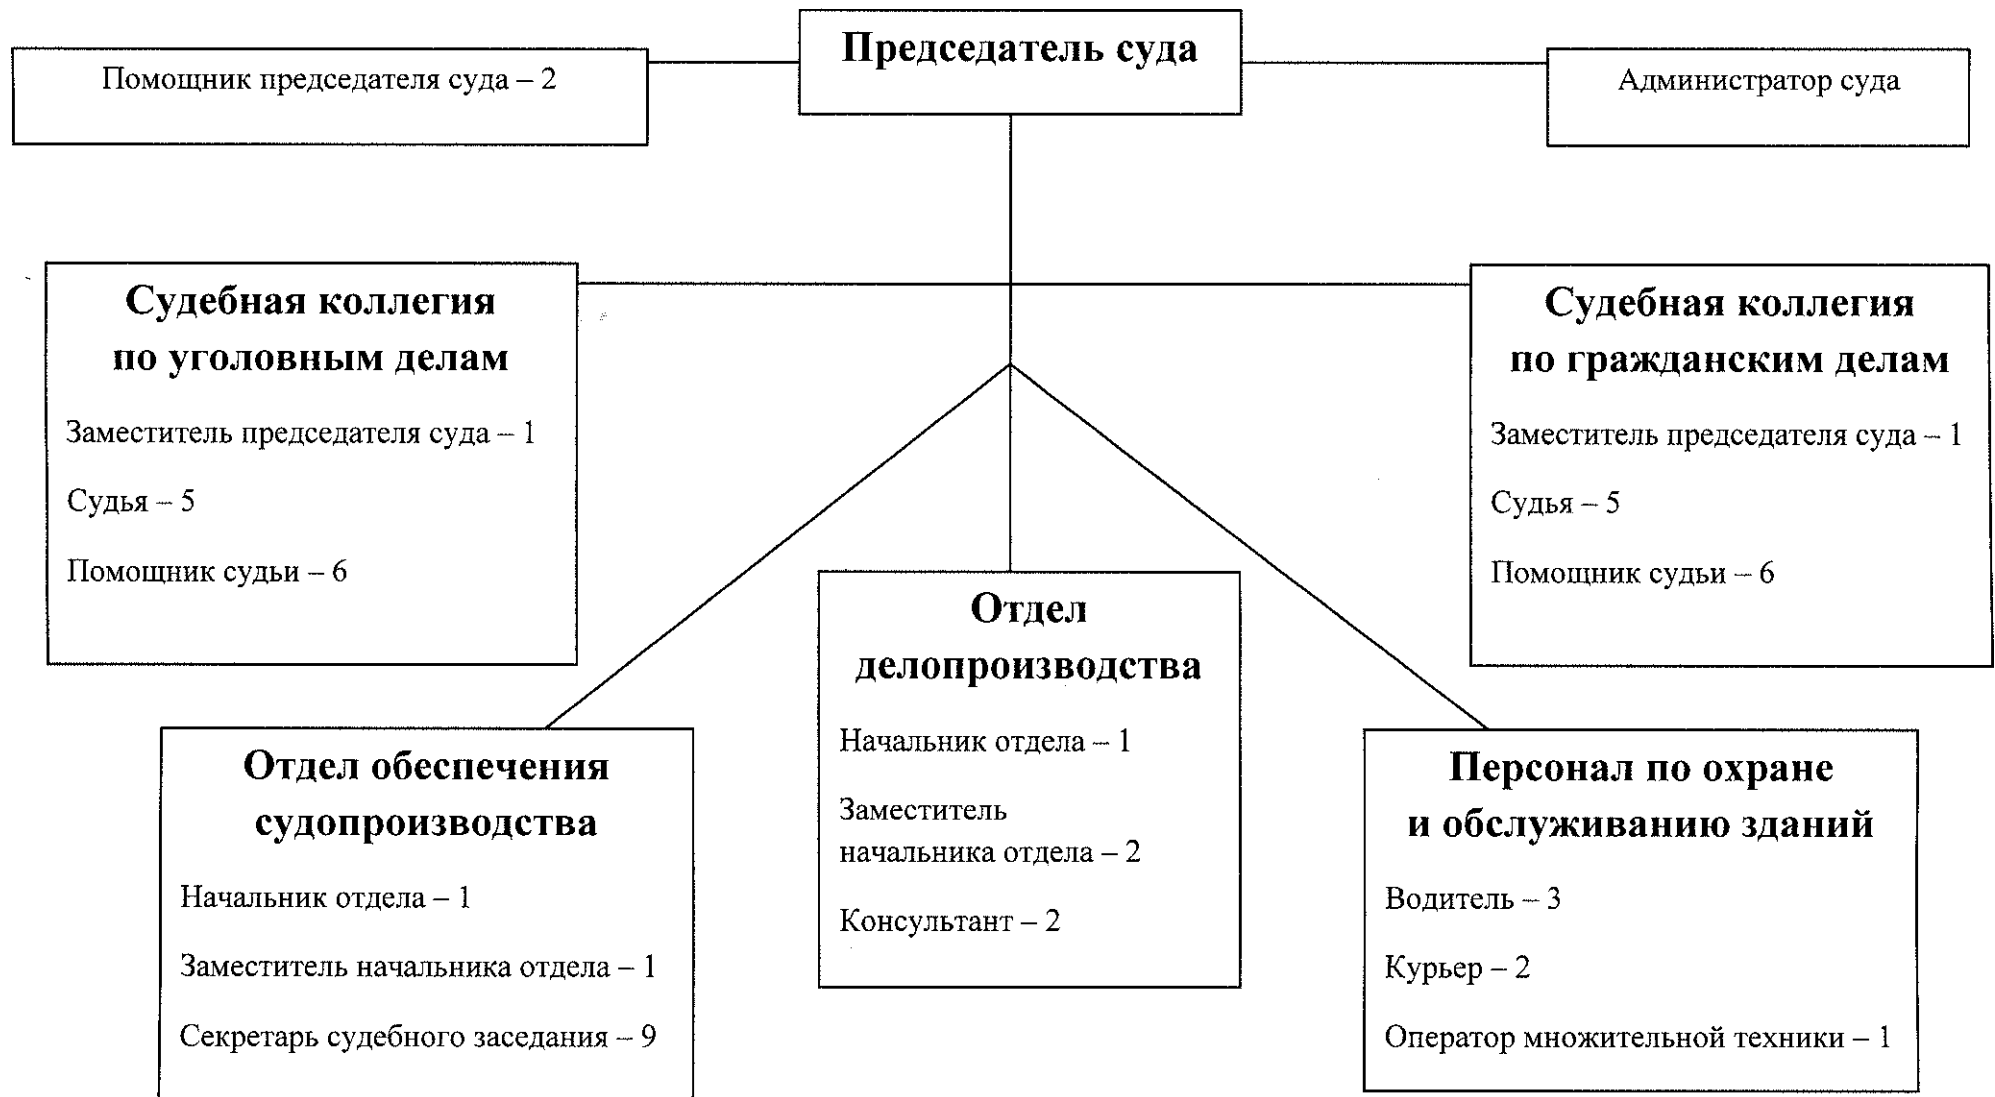 Председатель суда
Помощник председателя суда – 2
Администратор суда
Судебная коллегия
по уголовным делам
Заместитель председателя суда – 1
Судья – 5
Помощник судьи – 6
Судебная коллегия
по гражданским делам
Заместитель председателя суда – 1
Судья – 5
Помощник судьи – 6
Отдел обеспечения
судопроизводства
Начальник отдела – 1
Заместитель начальника отдела – 1
Секретарь судебного заседания – 9
Отдел
делопроизводства
Начальник отдела – 1
Заместитель
начальника отдела – 2
Консультант – 2
Персонал по охране
и обслуживанию зданий
Водитель – 3
Курьер – 2
Оператор множительной техники – 1